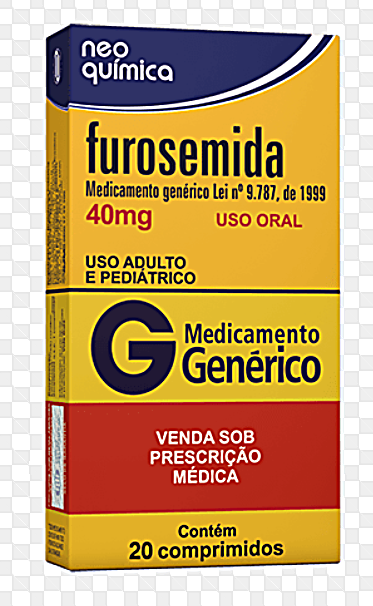 neo
química
furosemida
Medicamento genérico Lei nº 9.787, de 1999
40mg USO ORAL
USO ADULTO
E PEDIÁTRICO
G Medicamento
Genérico
VENDA SOB
PRESCRIÇÃO
MÉDICA
Contém
20 comprimidos